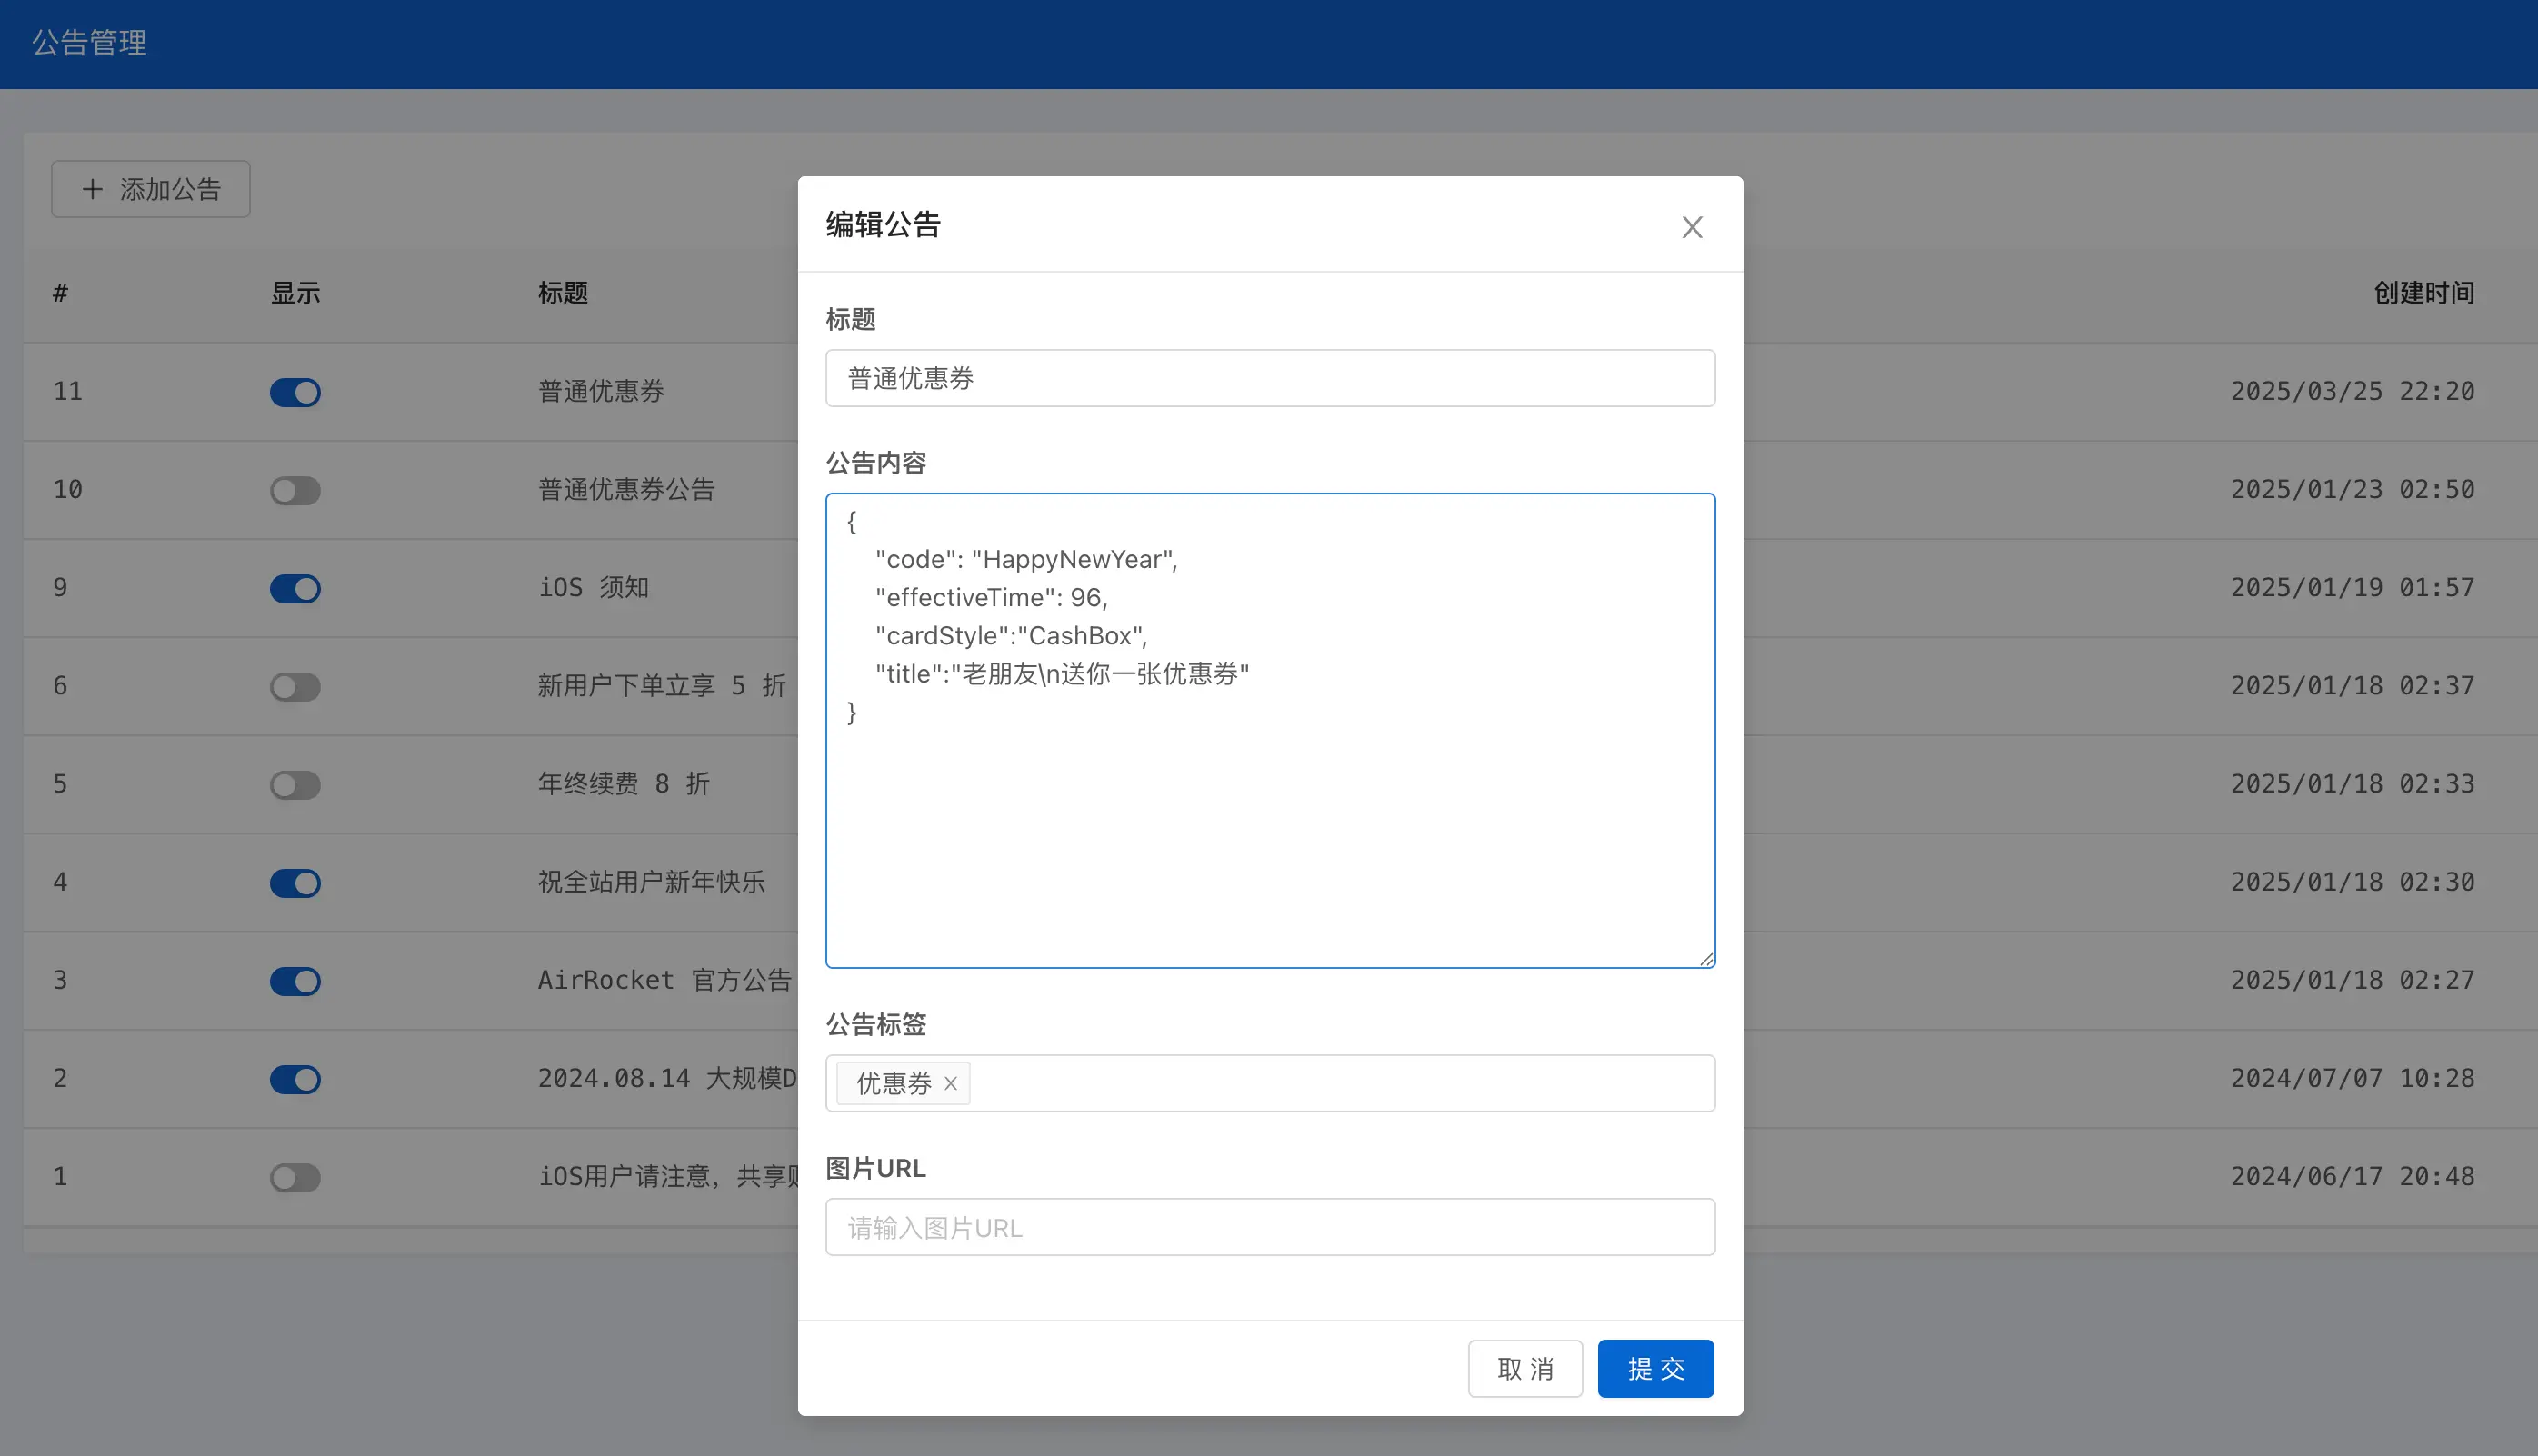 公告管理
添加公告
# 显示 标题 创建时间
11 普通优惠券 2025/03/25 22:20
10 普通优惠券公告 2025/01/23 02:50
9 iOS 须知 2025/01/19 01:57
6 新用户下单立享 5 折 2025/01/18 02:37
5 年终续费 8 折 2025/01/18 02:33
4 祝全站用户新年快乐 2025/01/18 02:30
3 AirRocket 官方公告 2025/01/18 02:27
2 2024.08.14 大规模D 2024/07/07 10:28
1 iOS用户请注意，共享 2024/06/17 20:48
编辑公告
标题
普通优惠券
公告内容
{
"code": "HappyNewYear",
"effectiveTime": 96,
"cardStyle":"CashBox",
"title":"老朋友\n送你一张优惠券"
}
公告标签
优惠券
图片URL
请输入图片URL
取 消 提 交